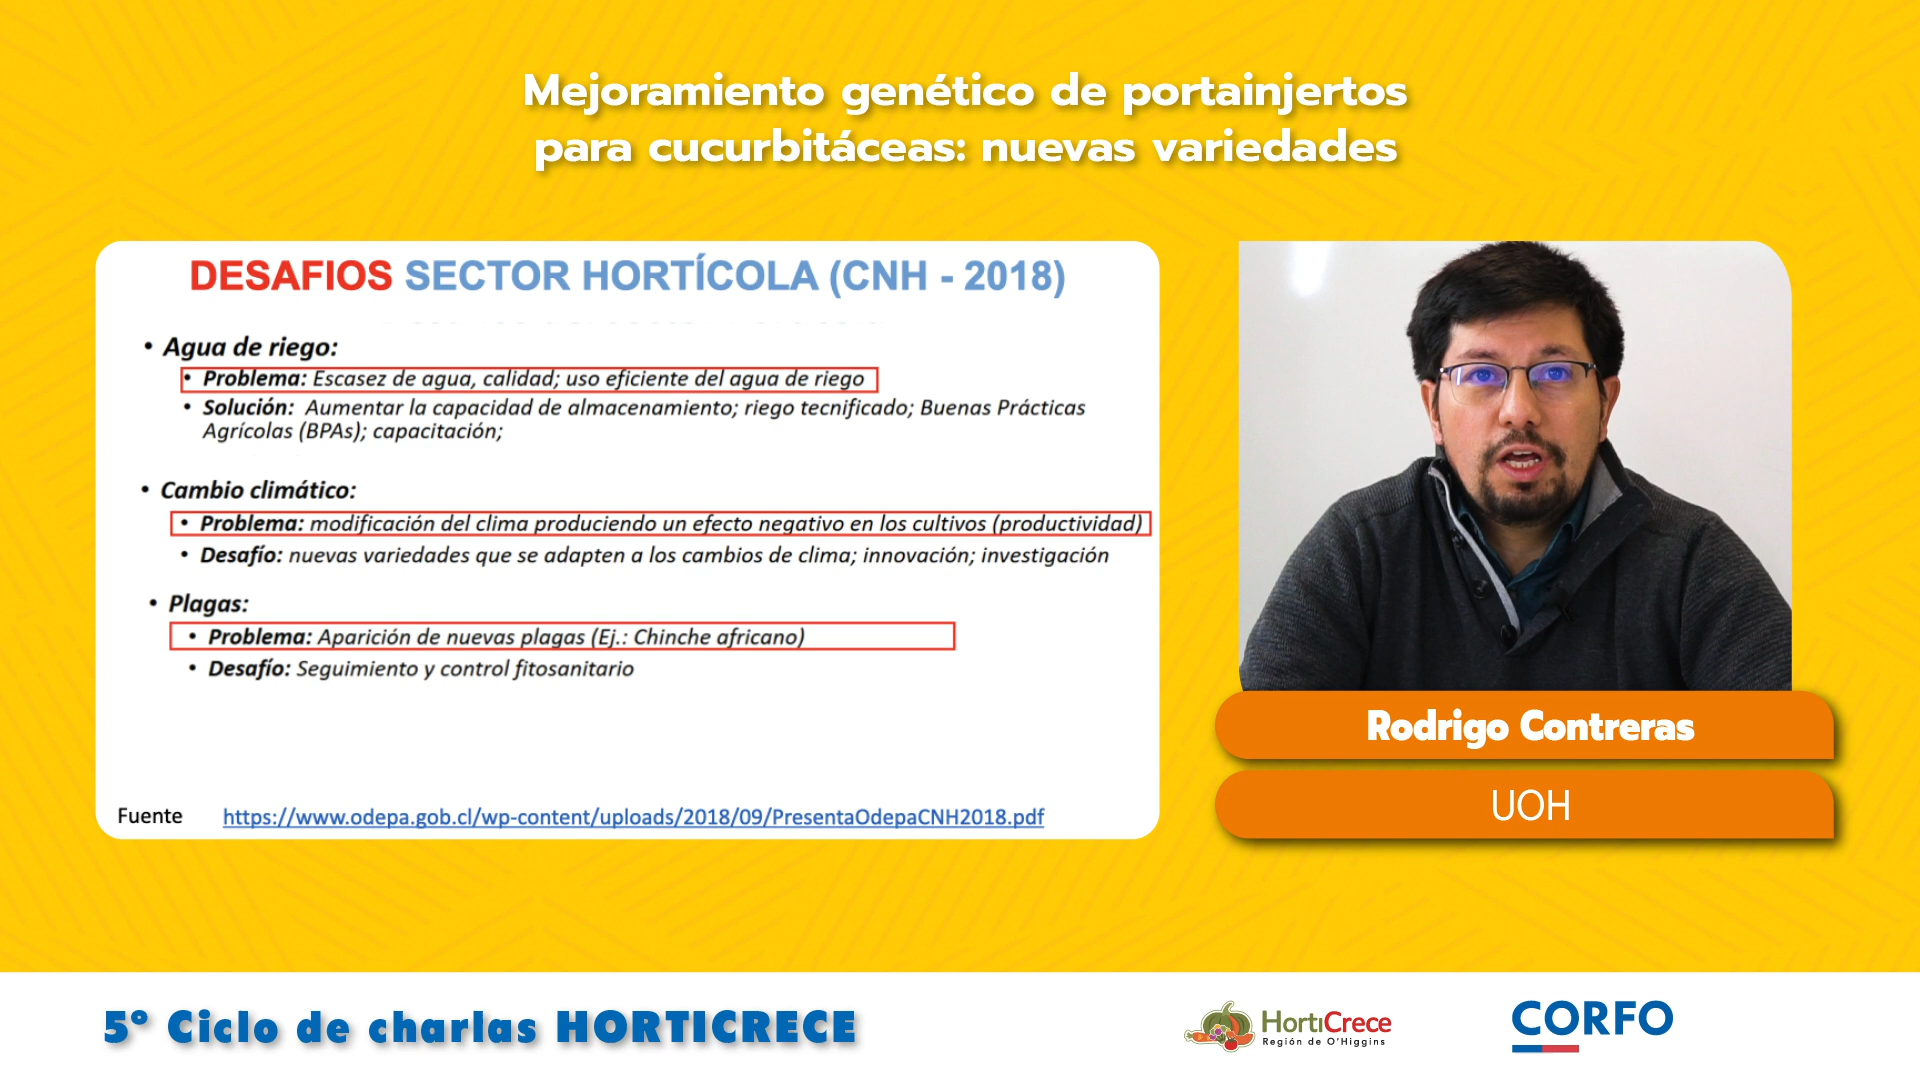 Mejoramiento genético de portainjertos
para cucurbitáceas: nuevas variedades
DESAFIOS SECTOR HORTÍCOLA (CNH - 2018)
• Agua de riego:
• Problema: Escasez de agua, calidad; uso eficiente del agua de riego
• Solución: Aumentar la capacidad de almacenamiento; riego tecnificado; Buenas Prácticas
Agrícolas (BPAs); capacitación;
• Cambio climático:
• Problema: modificación del clima produciendo un efecto negativo en los cultivos (productividad)
• Desafío: nuevas variedades que se adapten a los cambios de clima; innovación; investigación
• Plagas:
• Problema: Aparición de nuevas plagas (Ej.: Chinche africano)
• Desafío: Seguimiento y control fitosanitario
Fuente https://www.odepa.gob.cl/wp-content/uploads/2018/09/PresentaOdepaCNH2018.pdf
Rodrigo Contreras
UOH
5º Ciclo de charlas HORTICRECE
HortiCrece
Región de O'Higgins
CORFO